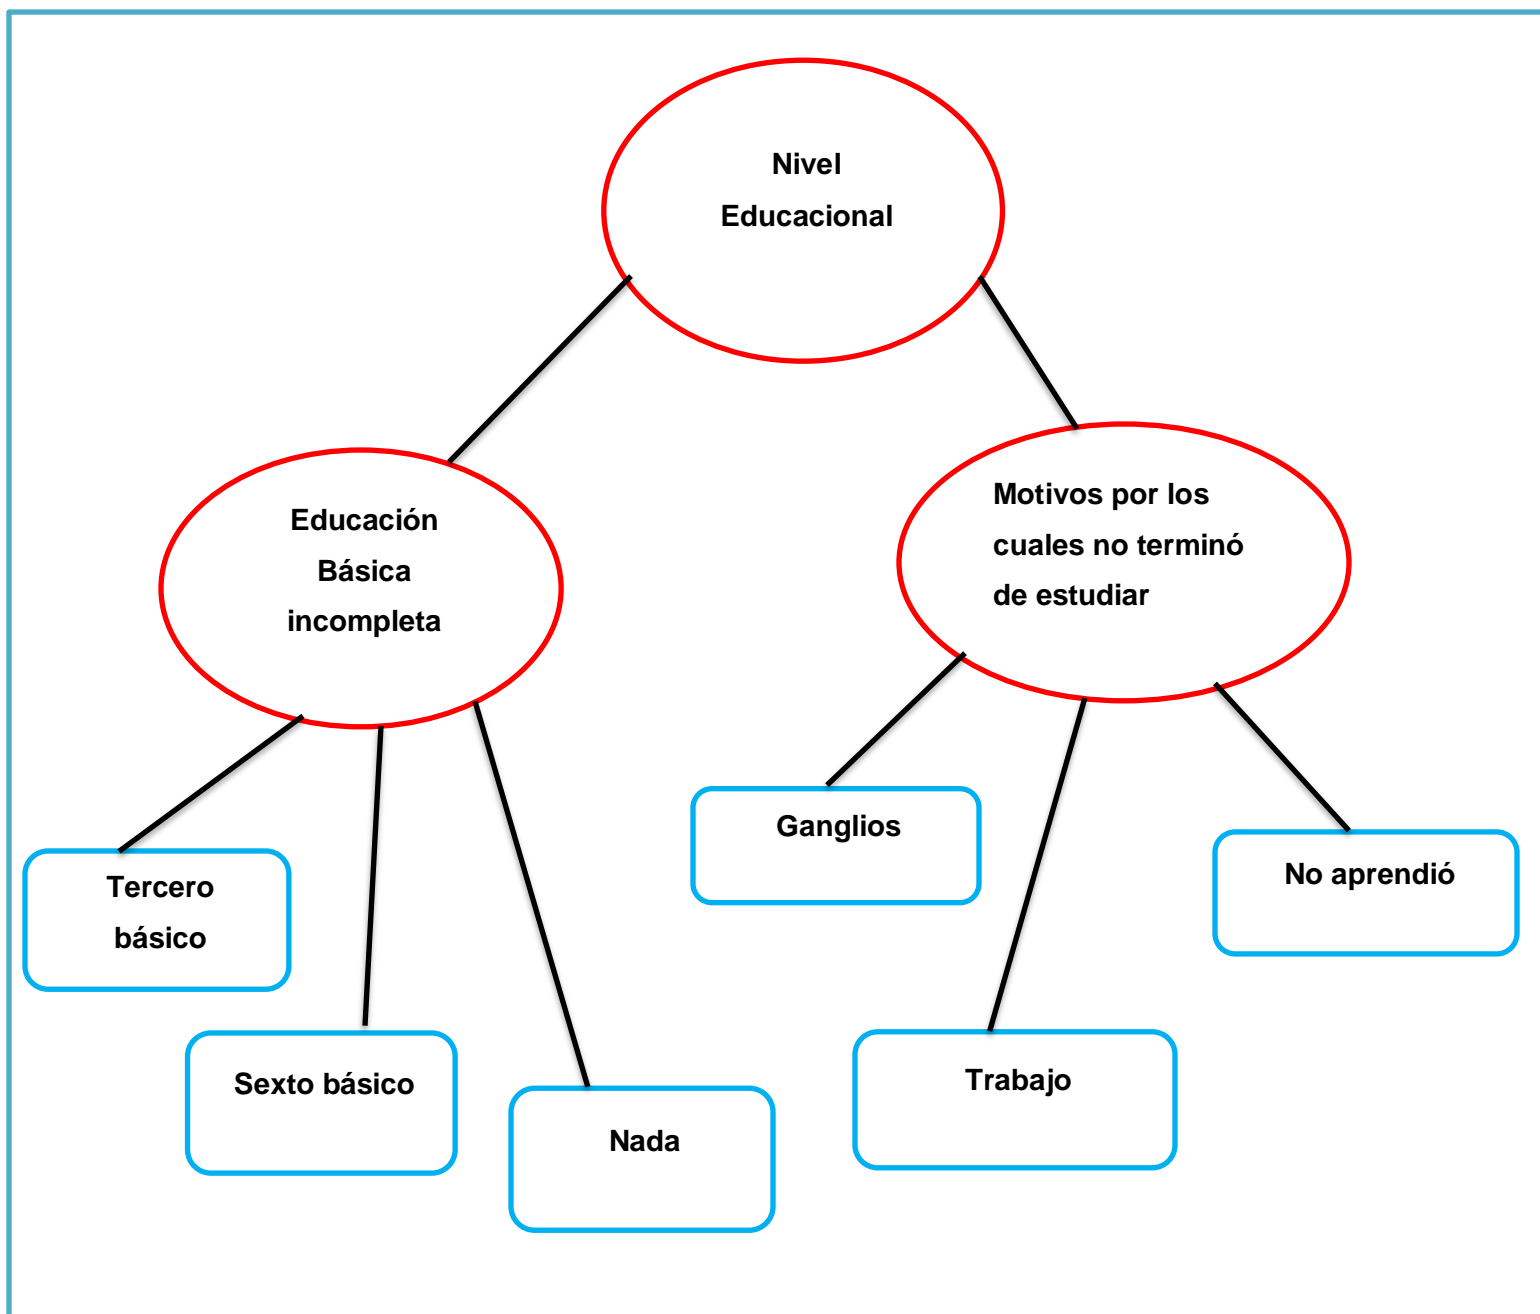 Nivel
Educacional
Educación
Básica
incompleta
Motivos por los
cuales no terminó
de estudiar
Tercero
básico
Sexto básico
Nada
Ganglios
Trabajo
No aprendió